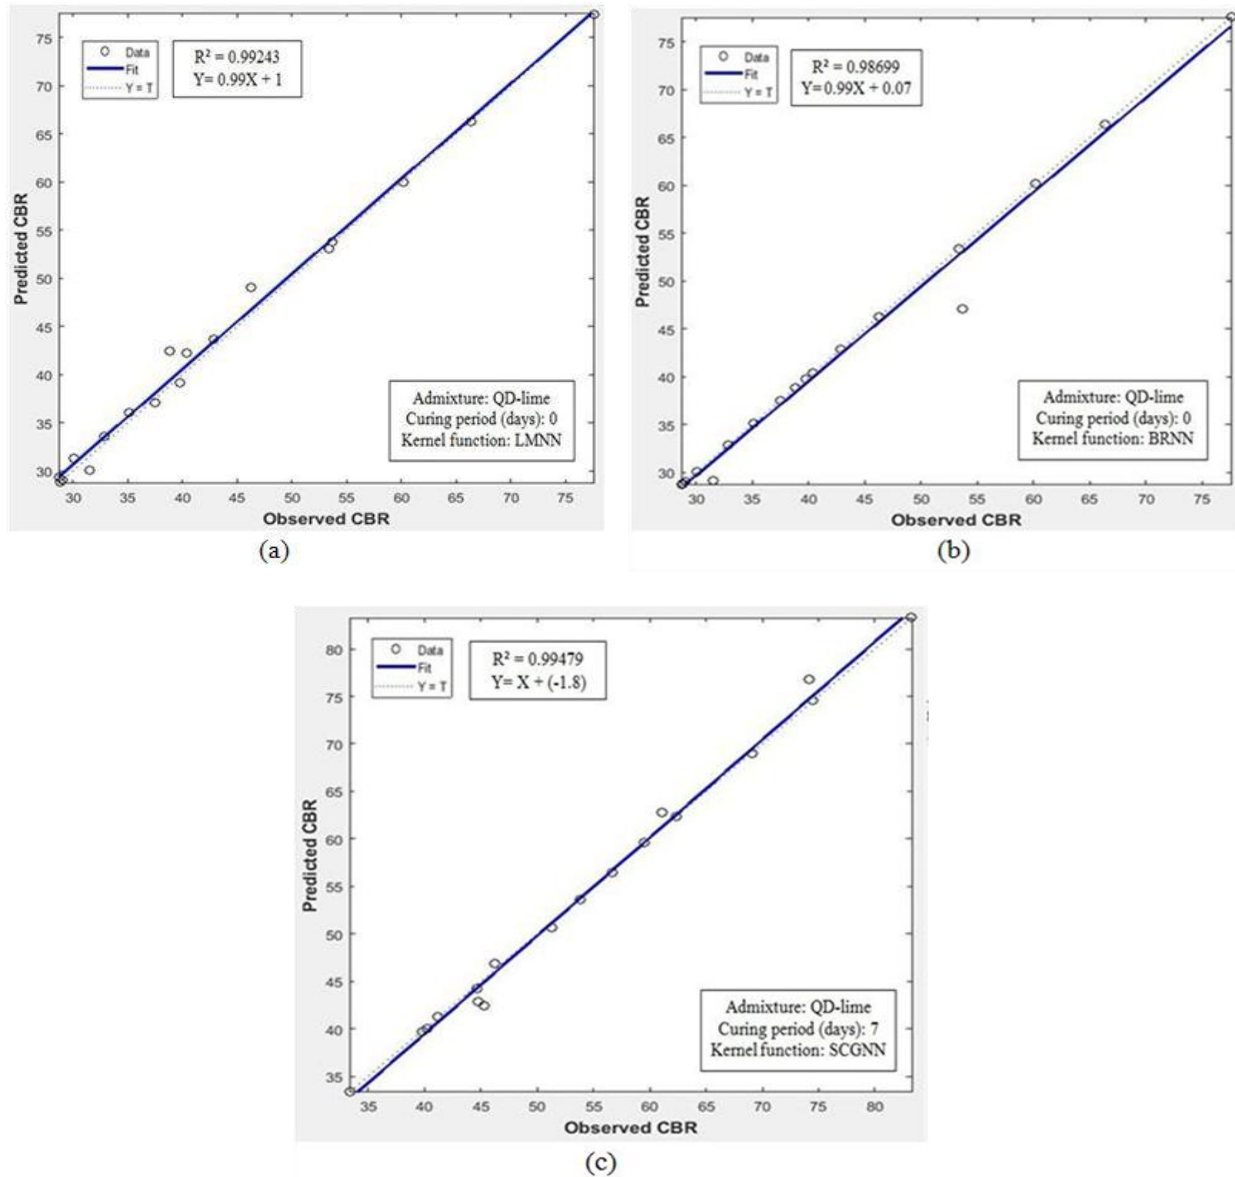 Data
Fit
Y = T
R² = 0.99243
Y= 0.99X + 1
75
70
65
60
55
50
45
40
35
30
Predicted CBR
Admixture: QD-lime
Curing period (days): 0
Kernel function: LMNN
30 35 40 45 50 55 60 65 70 75
Observed CBR
(a)
Data
Fit
Y = T
R² = 0.98699
Y= 0.99X + 0.07
75
70
65
60
55
50
45
40
35
30
Predicted CBR
Admixture: QD-lime
Curing period (days): 0
Kernel function: BRNN
30 35 40 45 50 55 60 65 70 75
Observed CBR
(b)
Data
Fit
Y = T
R² = 0.99479
Y= X + (-1.8)
80
75
70
65
60
55
50
45
40
35
Predicted CBR
Admixture: QD-lime
Curing period (days): 7
Kernel function: SCGNN
35 40 45 50 55 60 65 70 75 80
Observed CBR
(c)